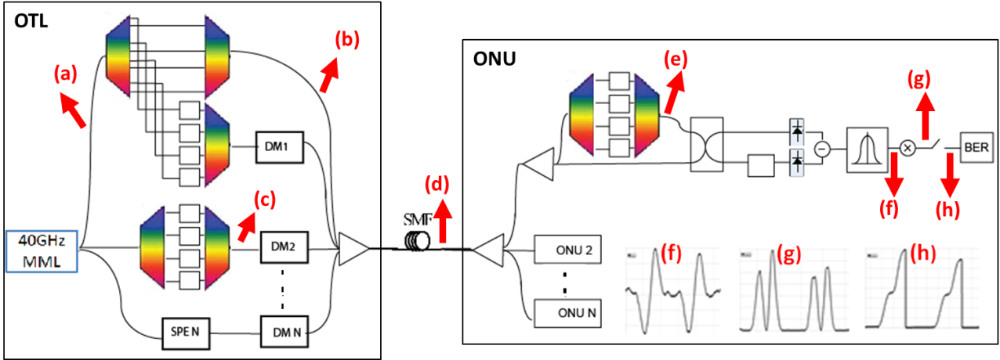 OTL
(a)
(b)
DM1
(c)
40GHz
MML
DM2
SPE N
DM N
(d)
SMF
ONU
(e)
(g)
BER
(f)
(h)
ONU 2
ONU N
(f)
(g)
(h)